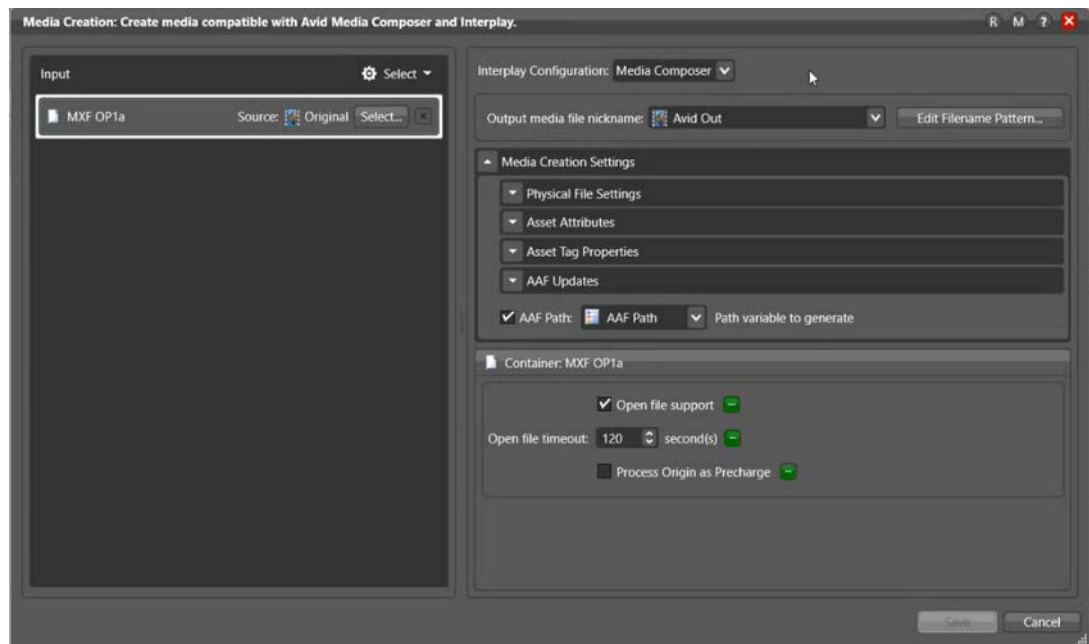 Media Creation: Create media compatible with Avid Media Composer and Interplay.
R M ?
Input
Select
MXF OP1a Source: Original Select...
Interplay Configuration: Media Composer
Output media file nickname: Avid Out Edit Filename Pattern...
Media Creation Settings
Physical File Settings
Asset Attributes
Asset Tag Properties
AAF Updates
AAF Path: AAF Path Path variable to generate
Container: MXF OP1a
Open file support
Open file timeout: 120 second(s)
Process Origin as Precharge
Save Cancel